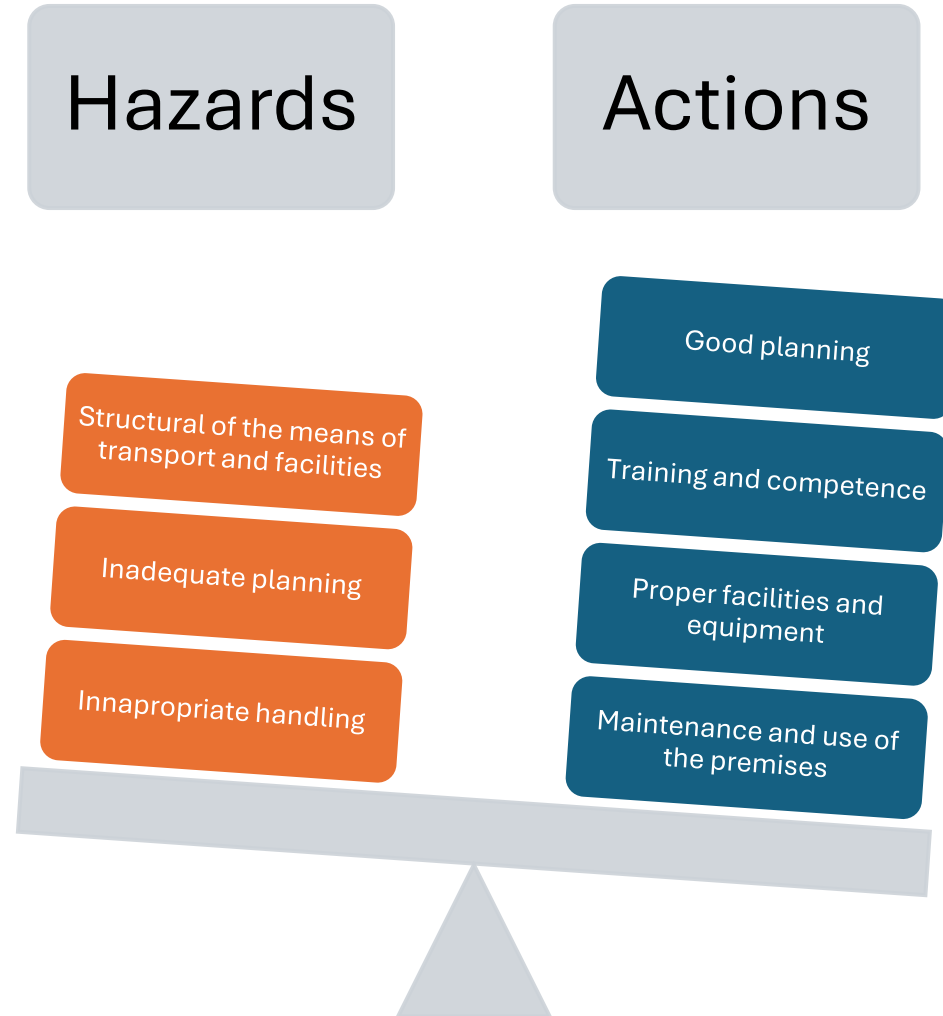 Hazards
Actions
Structural of the means of
transport and facilities
Inadequate planning
Innapropriate handling
Good planning
Training and competence
Proper facilities and
equipment
Maintenance and use of
the premises